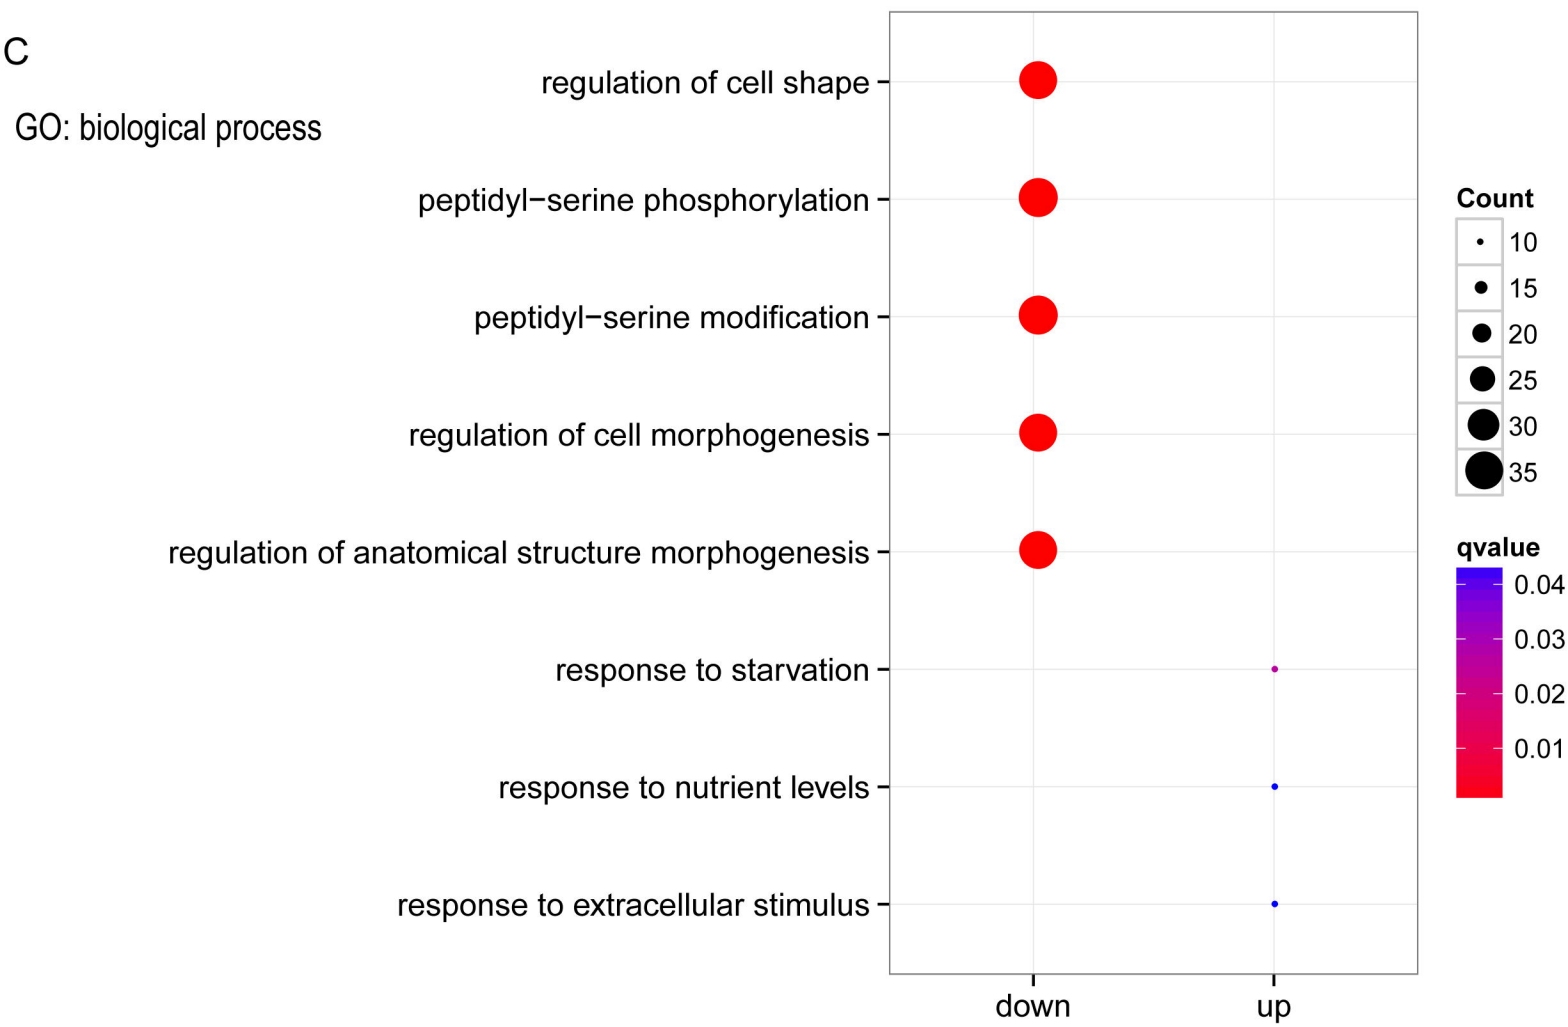 C
GO: biological process
regulation of cell shape
peptidyl−serine phosphorylation
peptidyl−serine modification
regulation of cell morphogenesis
regulation of anatomical structure morphogenesis
response to starvation
response to nutrient levels
response to extracellular stimulus
down up
Count
10
15
20
25
30
35
qvalue
0.04
0.03
0.02
0.01